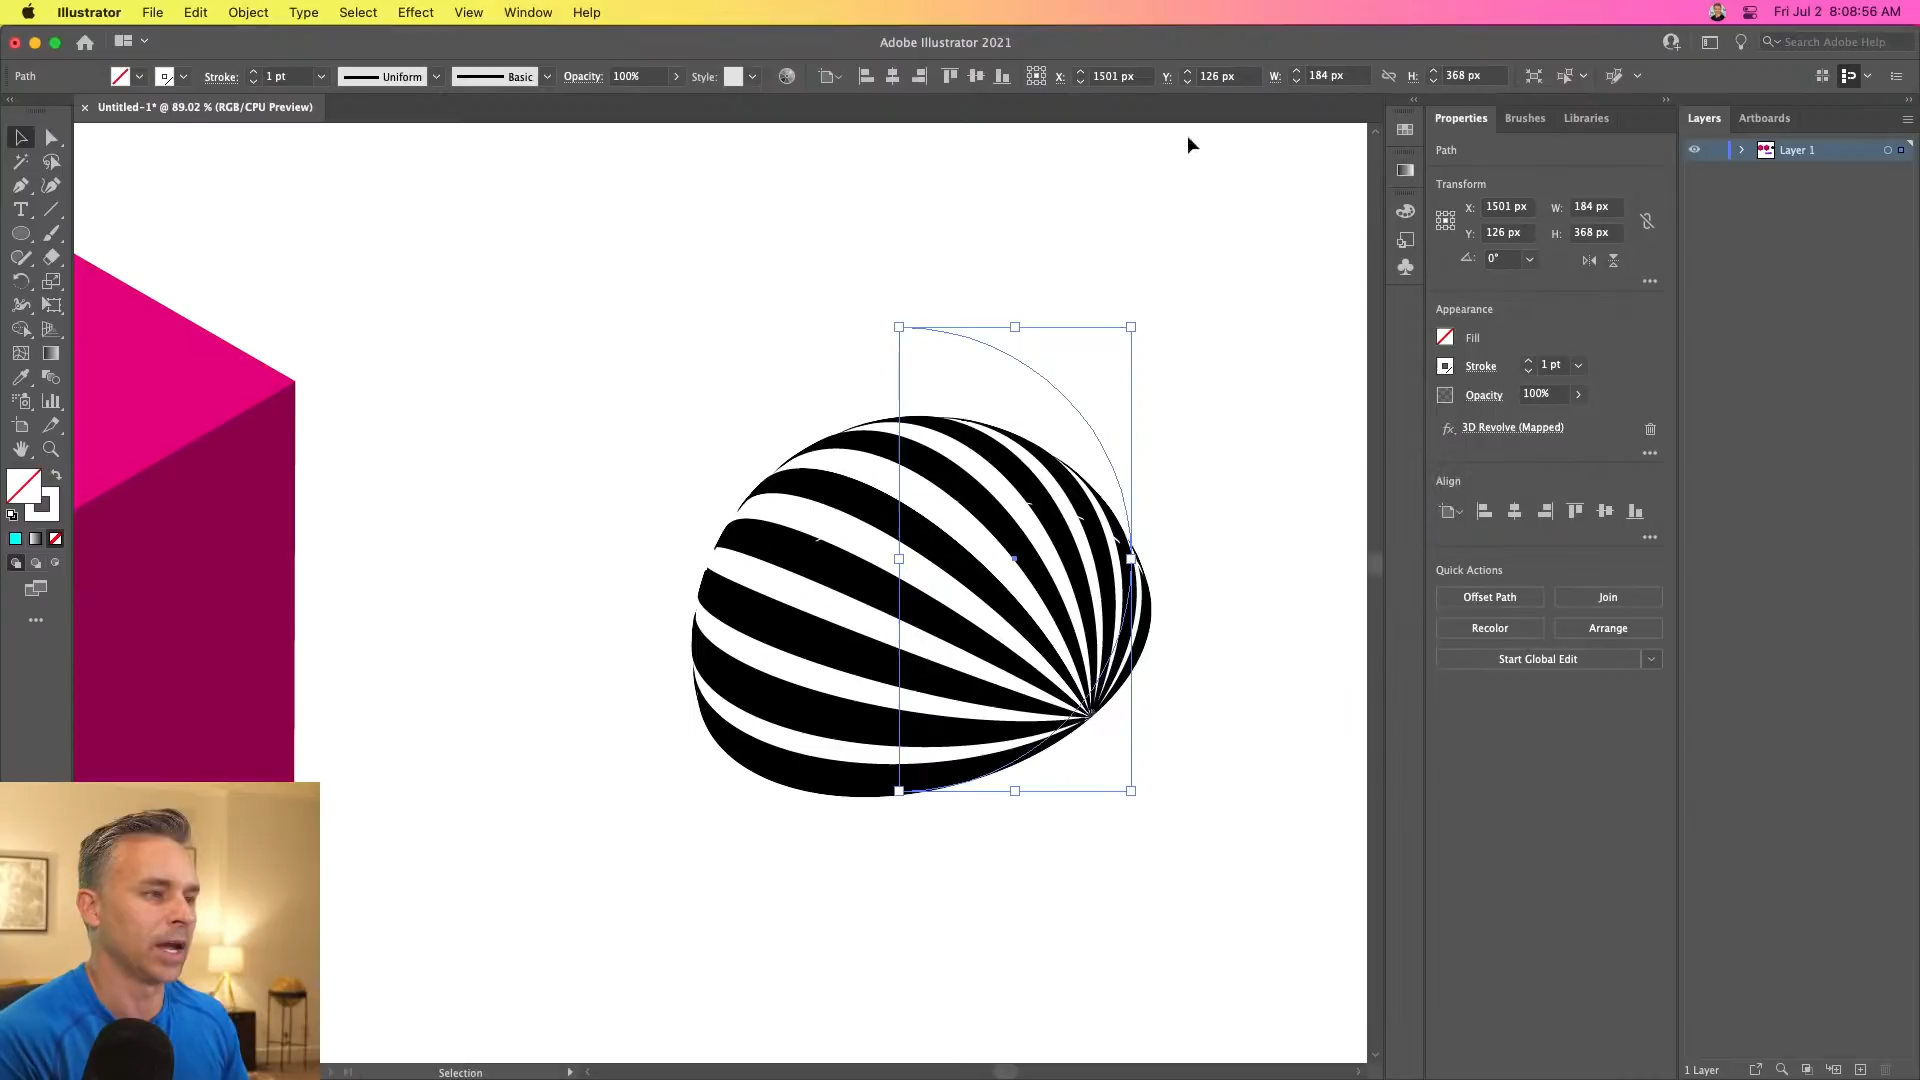 Illustrator File Edit Object Type Select Effect View Window Help Fri Jul 2 8:08:56 AM
Adobe Illustrator 2021 Search Adobe Help
Path Stroke: 1 pt Uniform Basic Opacity: 100% Style: X: 1501 px Y: 126 px W: 184 px H: 368 px
Untitled-1* @ 89.02 % (RGB/CPU Preview)
Properties Brushes Libraries
Layers Artboards
Path
Layer 1
Transform
X: 1501 px W: 184 px
Y: 126 px H: 368 px
0°
Appearance
Fill
Stroke 1 pt
Opacity 100%
fx 3D Revolve (Mapped)
Align
Quick Actions
Offset Path Join
Recolor Arrange
Start Global Edit
Selection
1 Layer